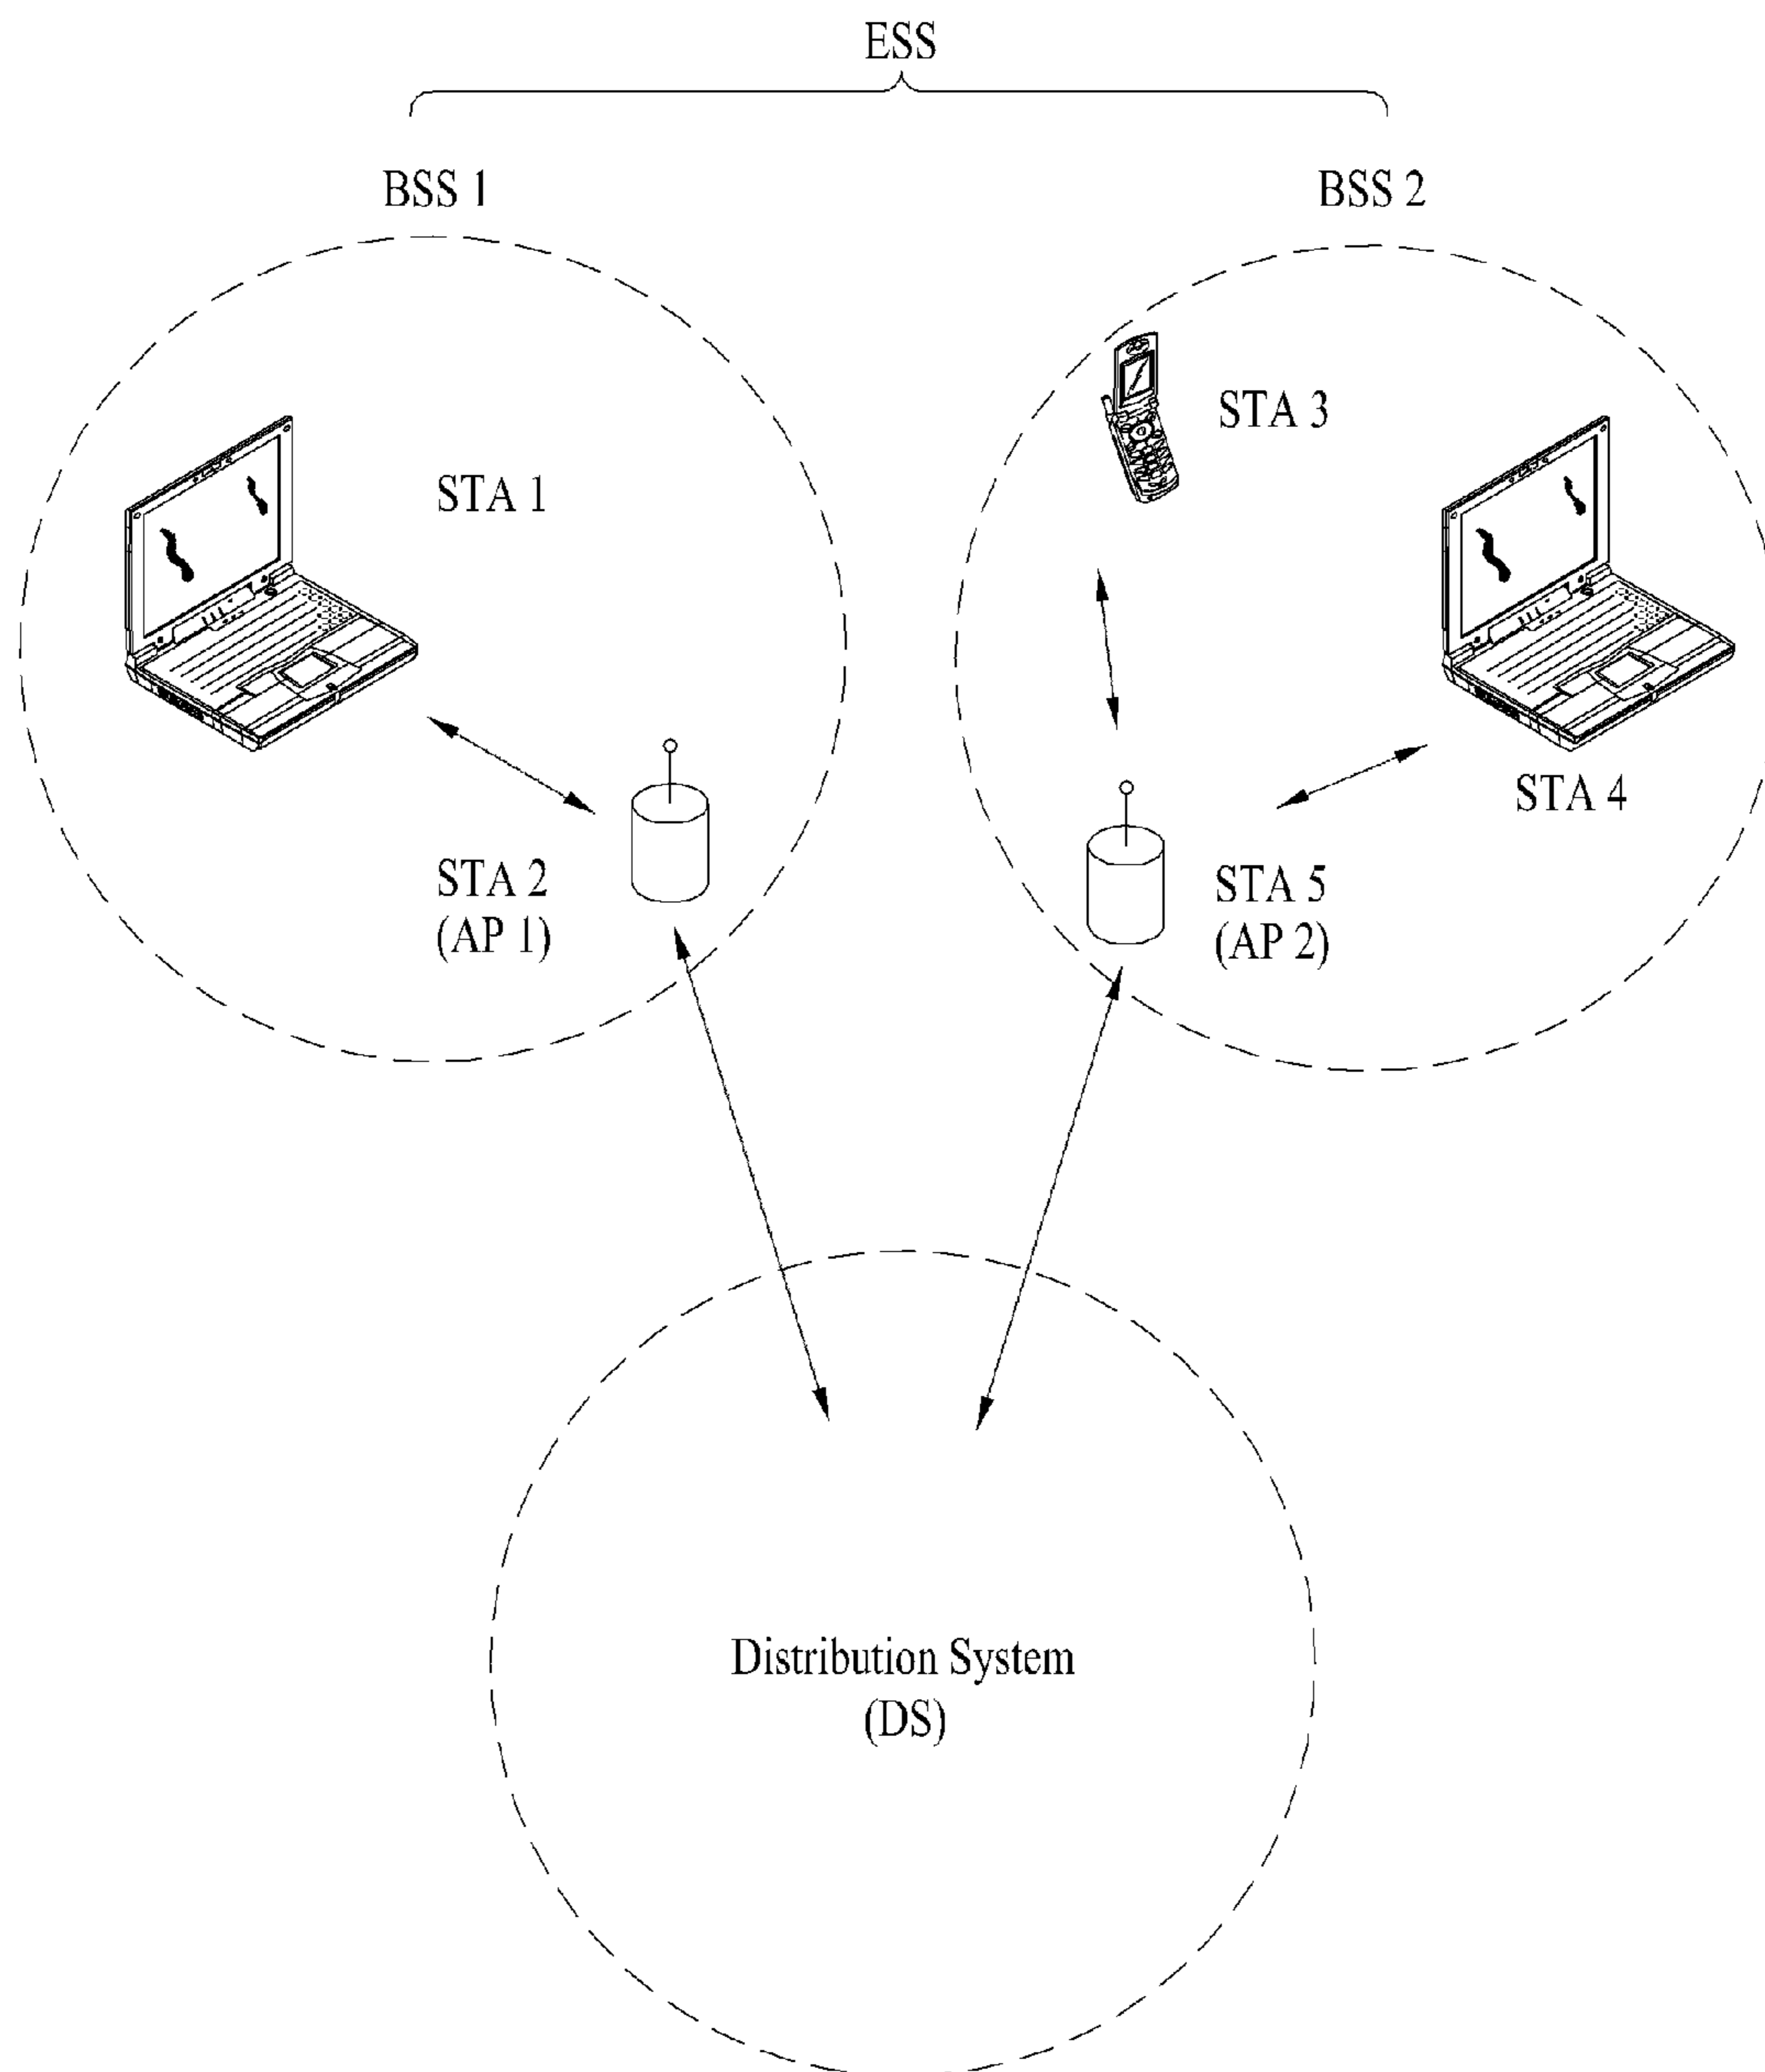 ESS
BSS 1
BSS 2
STA 3
STA 1
STA 4
STA 2
(AP 1)
STA 5
(AP 2)
Distribution System
(DS)